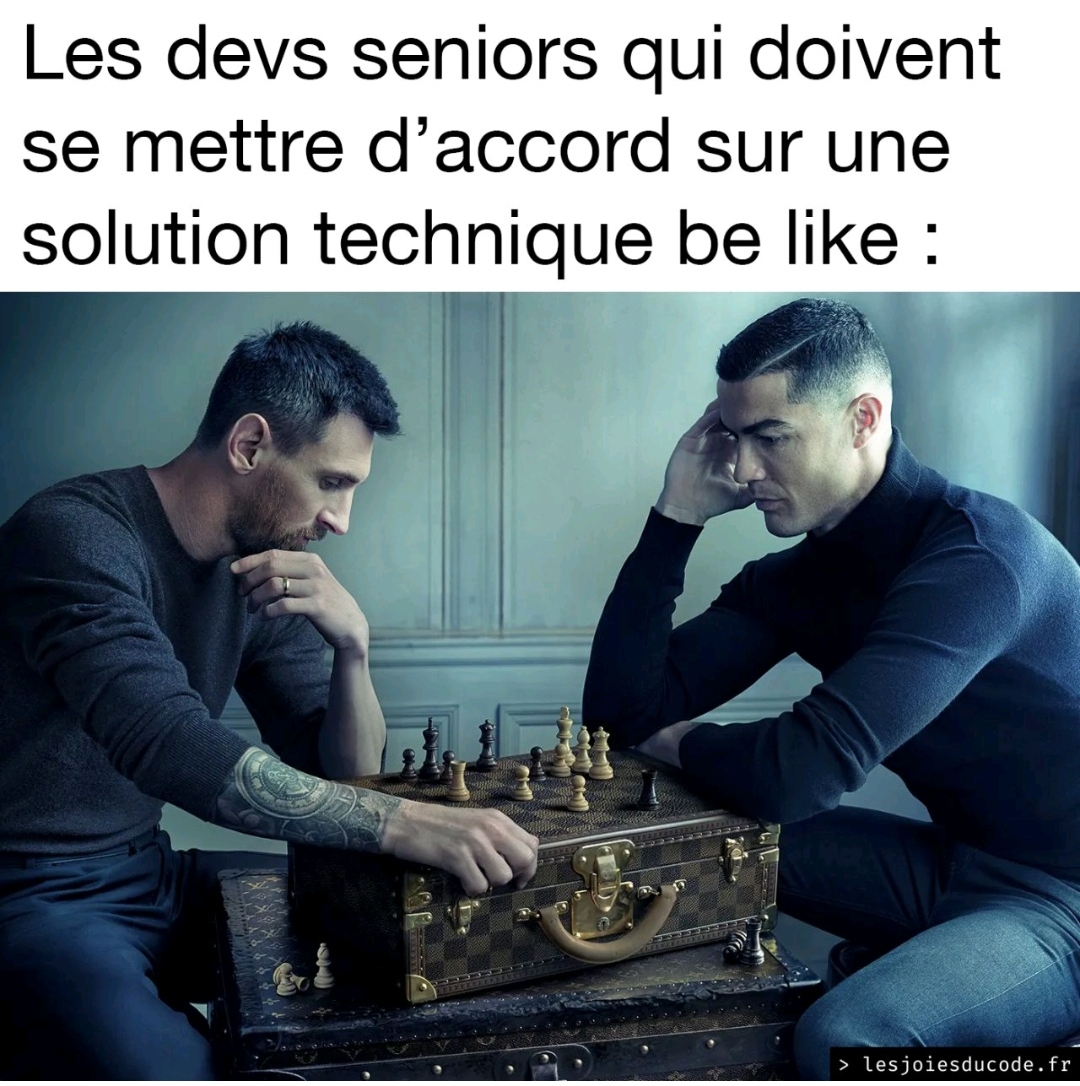 Les devs seniors qui doivent
se mettre d’accord sur une
solution technique be like :
> lesjoiesducode.fr